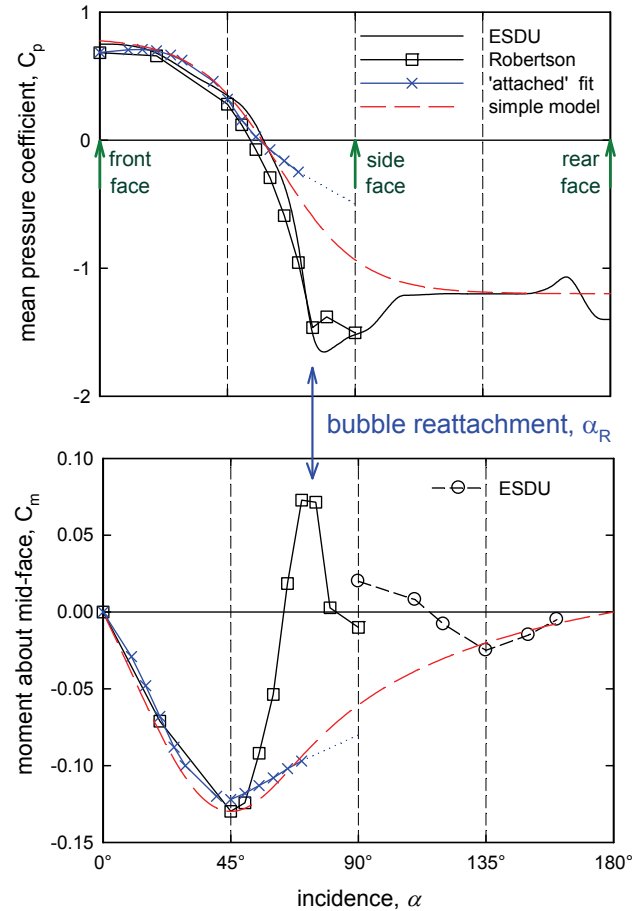 mean pressure coefficient, Cp
1
0
-1
-2
ESDU
Robertson
'attached' fit
simple model
front
face
side
face
rear
face
bubble reattachment, αR
moment about mid-face, Cm
0.10
0.05
0.00
-0.05
-0.10
-0.15
ESDU
0°
45°
90°
135°
180°
incidence, α